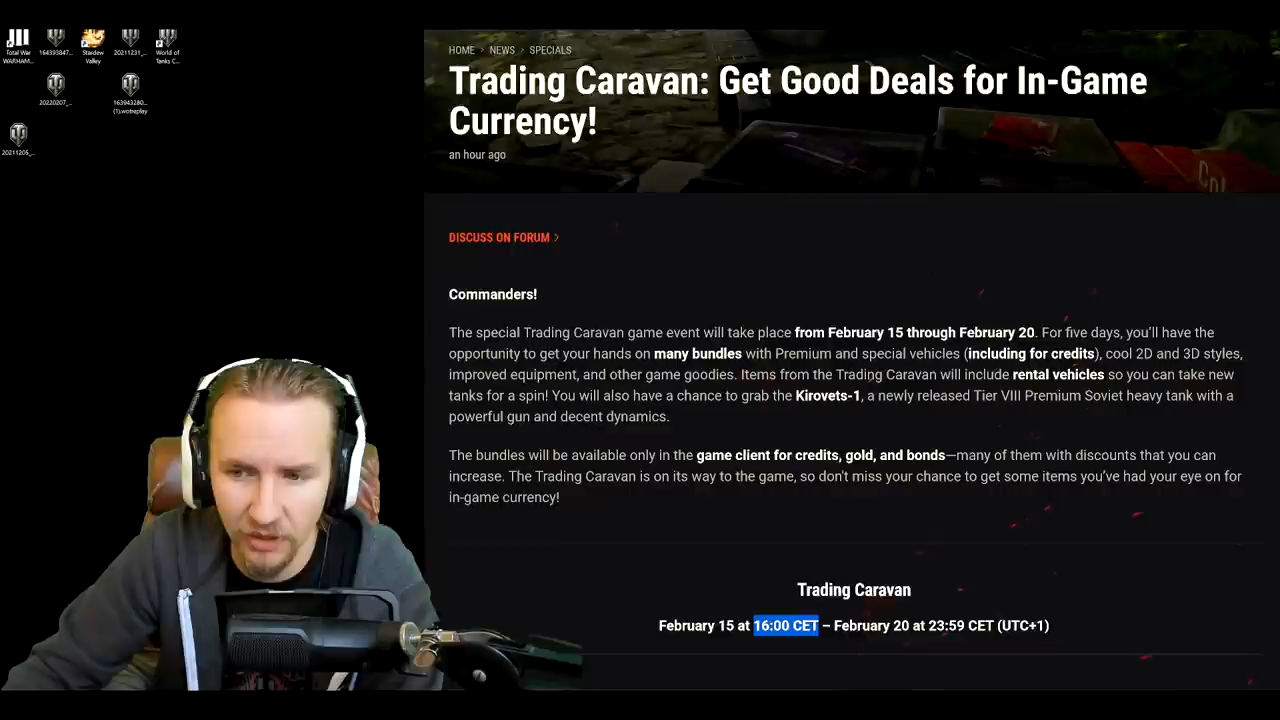 Total War
WARHAM...
164393847...
Stardew
Valley
20211231_...
World of
Tanks C...
20220207_...
163943280...
(1).wotreplay
20211205_...
HOME > NEWS > SPECIALS
Trading Caravan: Get Good Deals for In-Game
Currency!
an hour ago
DISCUSS ON FORUM >
Commanders!
The special Trading Caravan game event will take place from February 15 through February 20. For five days, you’ll have the
opportunity to get your hands on many bundles with Premium and special vehicles (including for credits), cool 2D and 3D styles,
improved equipment, and other game goodies. Items from the Trading Caravan will include rental vehicles so you can take new
tanks for a spin! You will also have a chance to grab the Kirovets-1, a newly released Tier VIII Premium Soviet heavy tank with a
powerful gun and decent dynamics.
The bundles will be available only in the game client for credits, gold, and bonds—many of them with discounts that you can
increase. The Trading Caravan is on its way to the game, so don't miss your chance to get some items you’ve had your eye on for
in-game currency!
Trading Caravan
February 15 at 16:00 CET – February 20 at 23:59 CET (UTC+1)